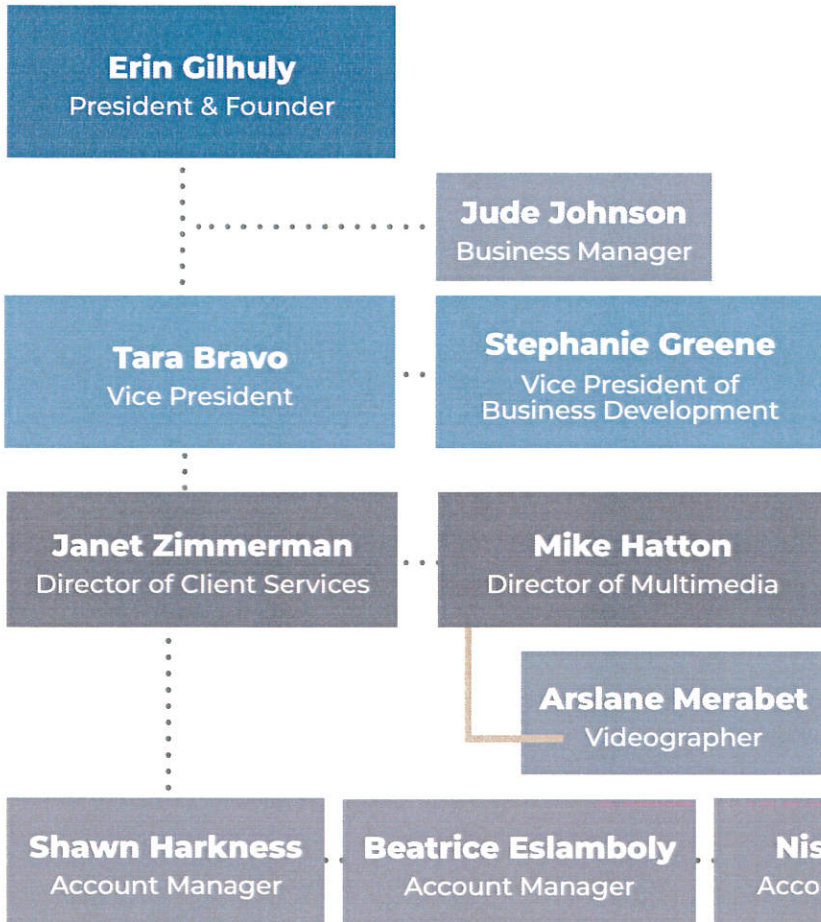 Erin Gilhuly
President & Founder
Jude Johnson
Business Manager
Tara Bravo
Vice President
Stephanie Greene
Vice President of
Business Development
Janet Zimmerman
Director of Client Services
Mike Hatton
Director of Multimedia
Arslane Merabet
Videographer
Shawn Harkness
Account Manager
Beatrice Eslamboly
Account Manager